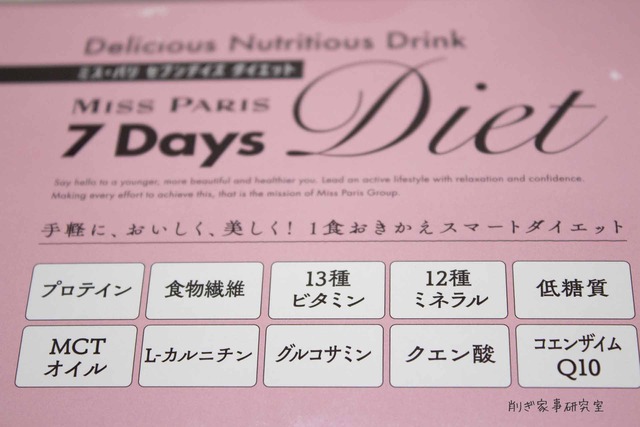 Delicious Nutritious Drink
ミス・パリ セブンデイズ ダイエット
MISS PARIS
7 Days Diet
Say hello to a younger, more beautiful and healthier you. Lead an active lifestyle with relaxation and confidence.
Making every effort to achieve this, that is the mission of Miss Paris Group.
手軽に、おいしく、美しく! 1食おきかえスマートダイエット
プロテイン
食物繊維
13種
ビタミン
12種
ミネラル
低糖質
MCT
オイル
L-カルニチン
グルコサミン
クエン酸
コエンザイム
Q10
削ぎ家事研究室